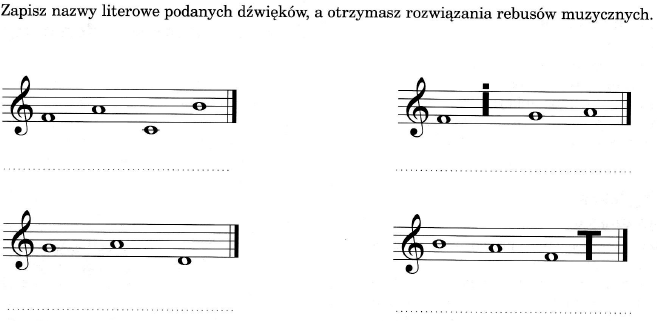 Zapisz nazwy literowe podanych dźwięków, a otrzymasz rozwiązania rebusów muzycznych.
i
T